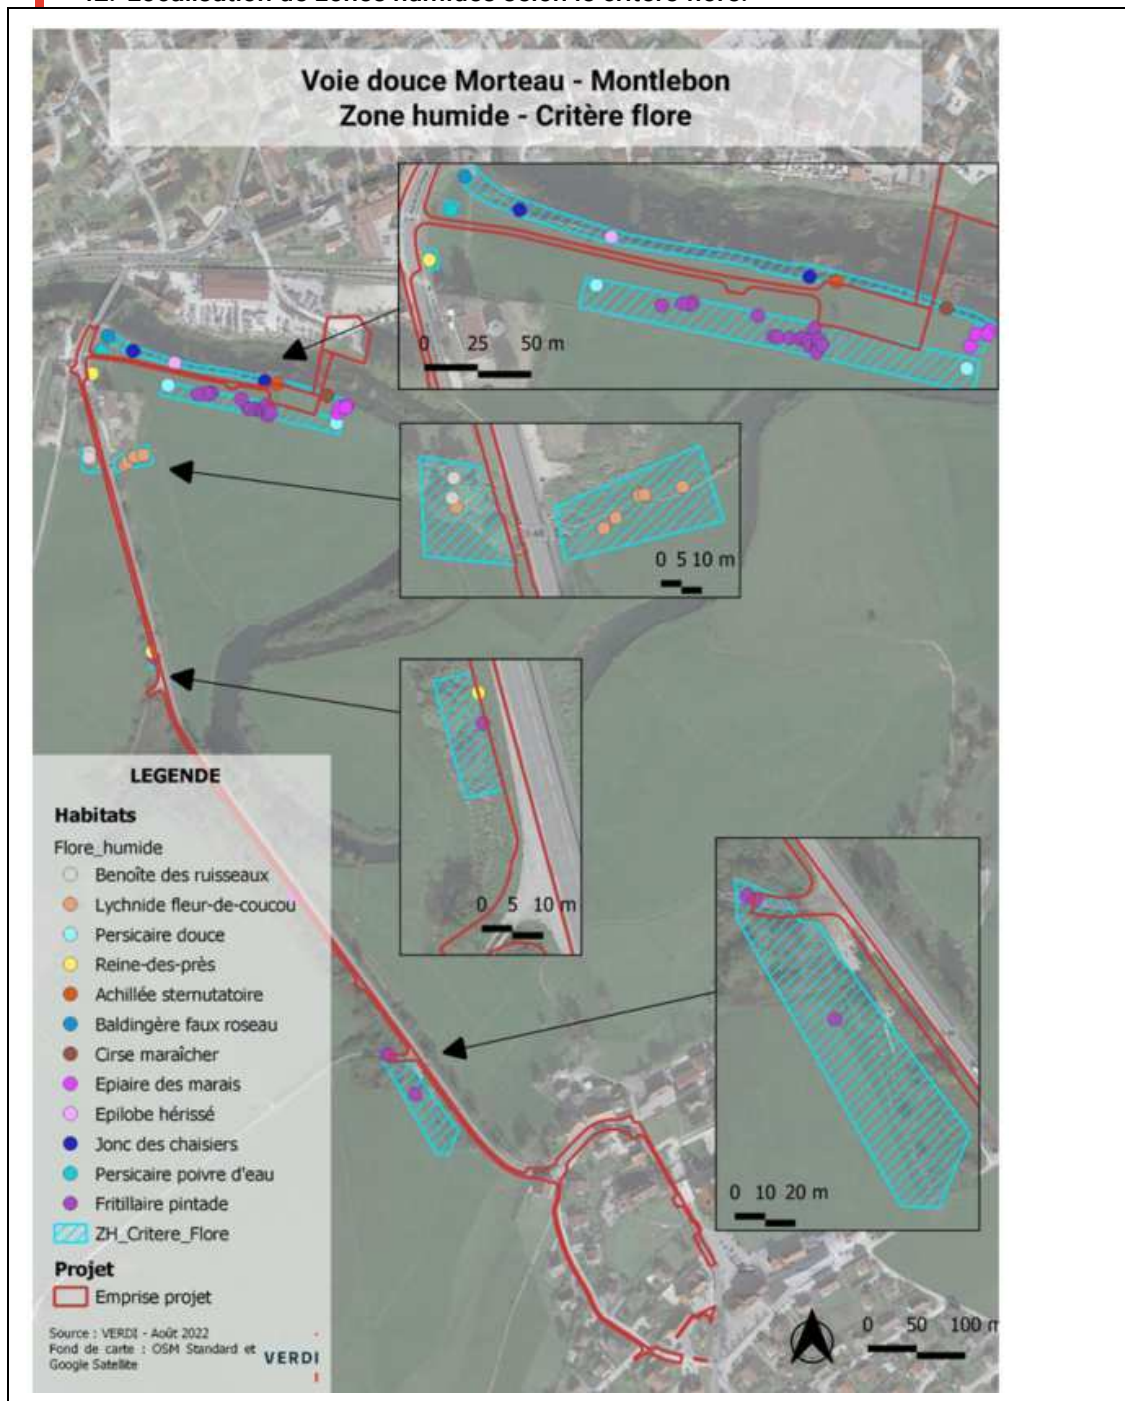 Voie douce Morteau - Montlebon
Zone humide - Critère flore
0 25 50 m
0 5 10 m
0 5 10 m
0 10 20 m
LEGENDE
Habitats
Flore_humide
Benoîte des ruisseaux
Lychnide fleur-de-coucou
Persicaire douce
Reine-des-près
Achillée sternutatoire
Baldingère faux roseau
Cirse maraîcher
Epiaire des marais
Epilobe hérissé
Jonc des chaisiers
Persicaire poivre d'eau
Fritillaire pintade
ZH_Critere_Flore
Projet
Emprise projet
Source : VERDI - Août 2022
Fond de carte : OSM Standard et
Google Satellite
VERDI
0 50 100 m